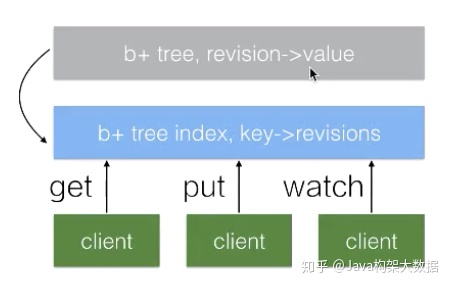 b+ tree, revision->value
b+ tree index, key->revisions
get put watch
client client client
知乎 @Java构架大数据